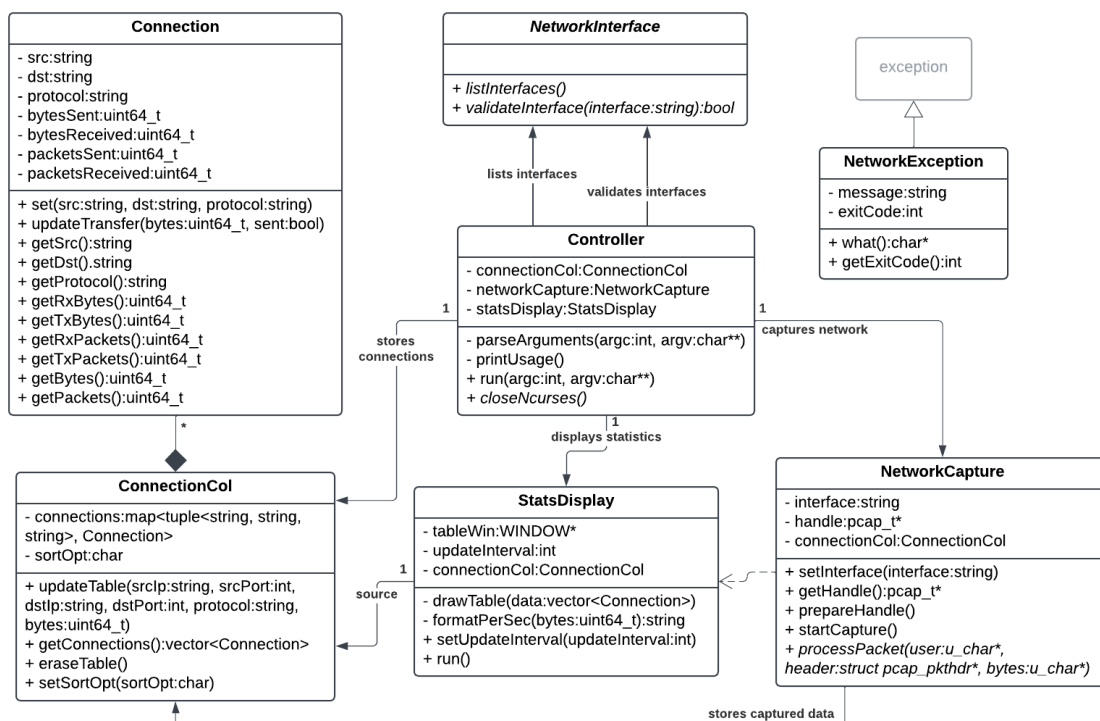 Connection
- src:string
- dst:string
- protocol:string
- bytesSent:uint64_t
- bytesReceived:uint64_t
- packetsSent:uint64_t
- packetsReceived:uint64_t
+ set(src:string, dst:string, protocol:string)
+ updateTransfer(bytes:uint64_t, sent:bool)
+ getSrc():string
+ getDst().string
+ getProtocol():string
+ getRxBytes():uint64_t
+ getTxBytes():uint64_t
+ getRxPackets():uint64_t
+ getTxPackets():uint64_t
+ getBytes():uint64_t
+ getPackets():uint64_t
NetworkInterface
+ listInterfaces()
+ validateInterface(interface:string):bool
exception
NetworkException
- message:string
- exitCode:int
+ what():char*
+ getExitCode():int
lists interfaces
validates interfaces
Controller
- connectionCol:ConnectionCol
- networkCapture:NetworkCapture
- statsDisplay:StatsDisplay
- parseArguments(argc:int, argv:char**)
- printUsage()
+ run(argc:int, argv:char**)
+ closeNcurses()
1
stores
connections
1
captures network
1
displays statistics
*
ConnectionCol
- connections:map<tuple<string, string,
string>, Connection>
- sortOpt:char
+ updateTable(srcIp:string, srcPort:int,
dstIp:string, dstPort:int, protocol:string,
bytes:uint64_t)
+ getConnections():vector<Connection>
+ eraseTable()
+ setSortOpt(sortOpt:char)
1
source
StatsDisplay
- tableWin:WINDOW*
- updateInterval:int
- connectionCol:ConnectionCol
- drawTable(data:vector<Connection>)
- formatPerSec(bytes:uint64_t):string
+ setUpdateInterval(updateInterval:int)
+ run()
NetworkCapture
- interface:string
- handle:pcap_t*
- connectionCol:ConnectionCol
+ setInterface(interface:string)
+ getHandle():pcap_t*
+ prepareHandle()
+ startCapture()
+ processPacket(user:u_char*,
header:struct pcap_pkthdr*, bytes:u_char*)
stores captured data